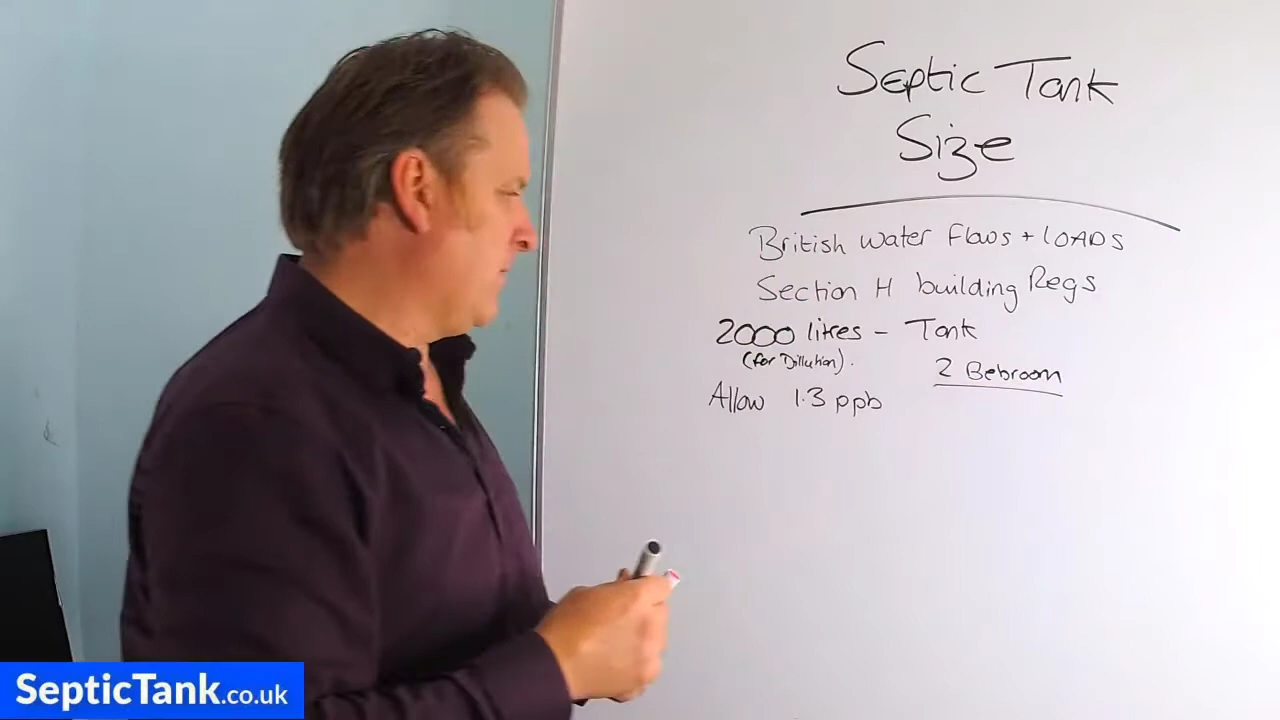 Septic Tank
Size
British Water Flows + LOADS
Section H building Regs
2000 litres - Tank
(for Dillution).
2 Bebroom
Allow 1.3 ppb
SepticTank.co.uk